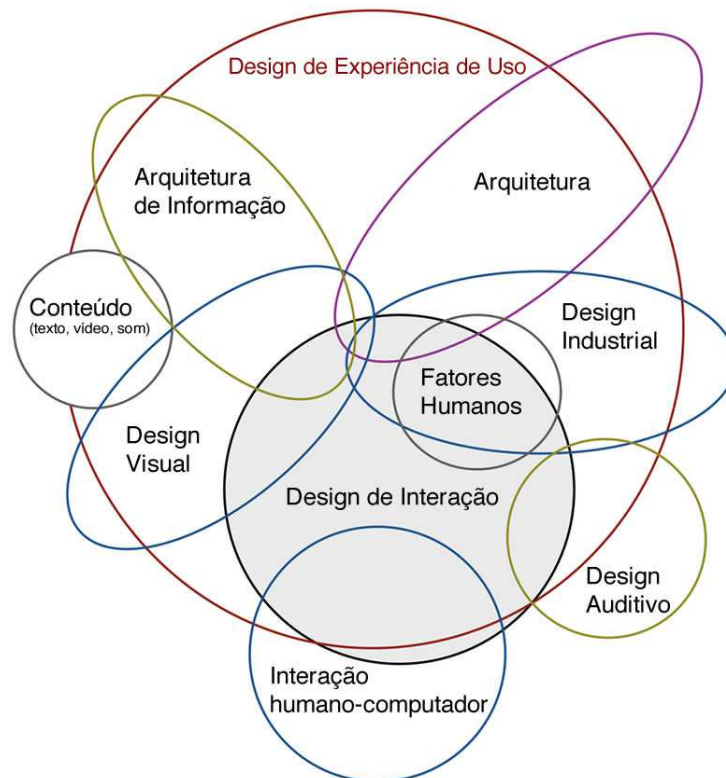 Design de Experiência de Uso
Arquitetura
de Informação
Arquitetura
Conteúdo
(texto, vídeo, som)
Design
Industrial
Fatores
Humanos
Design
Visual
Design de Interação
Design
Auditivo
Interação
humano-computador